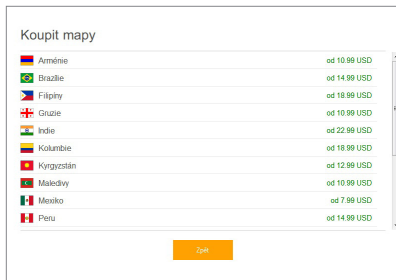 Koupit mapy
Arménie od 10.99 USD
Brazílie od 14.99 USD
Filipíny od 18.99 USD
Gruzie od 10.99 USD
Indie od 22.99 USD
Kolumbie od 18.99 USD
Kyrgyzstán od 12.99 USD
Maledivy od 10.99 USD
Mexiko od 7.99 USD
Peru od 14.99 USD
Zpět